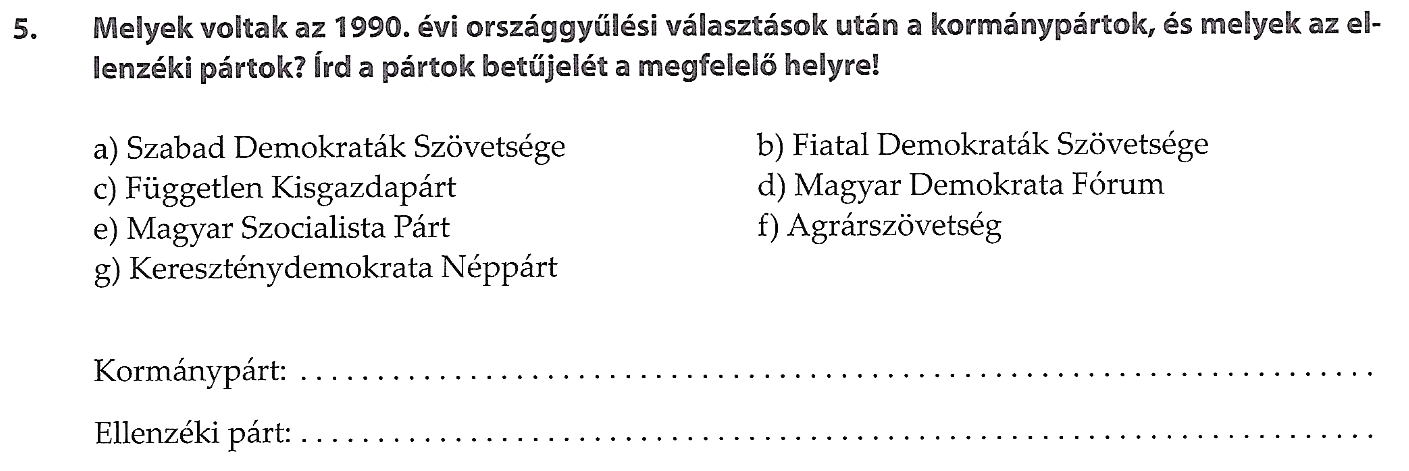 5. Melyek voltak az 1990. évi országgyűlési választások után a kormánypártok, és melyek az el-
lenzéki pártok? Írd a pártok betűjelét a megfelelő helyre!
a) Szabad Demokraták Szövetsége b) Fiatal Demokraták Szövetsége
c) Független Kisgazdapárt d) Magyar Demokrata Fórum
e) Magyar Szocialista Párt f) Agrárszövetség
g) Kereszténydemokrata Néppárt
Kormánypárt: ........................................................................
Ellenzéki párt: ........................................................................